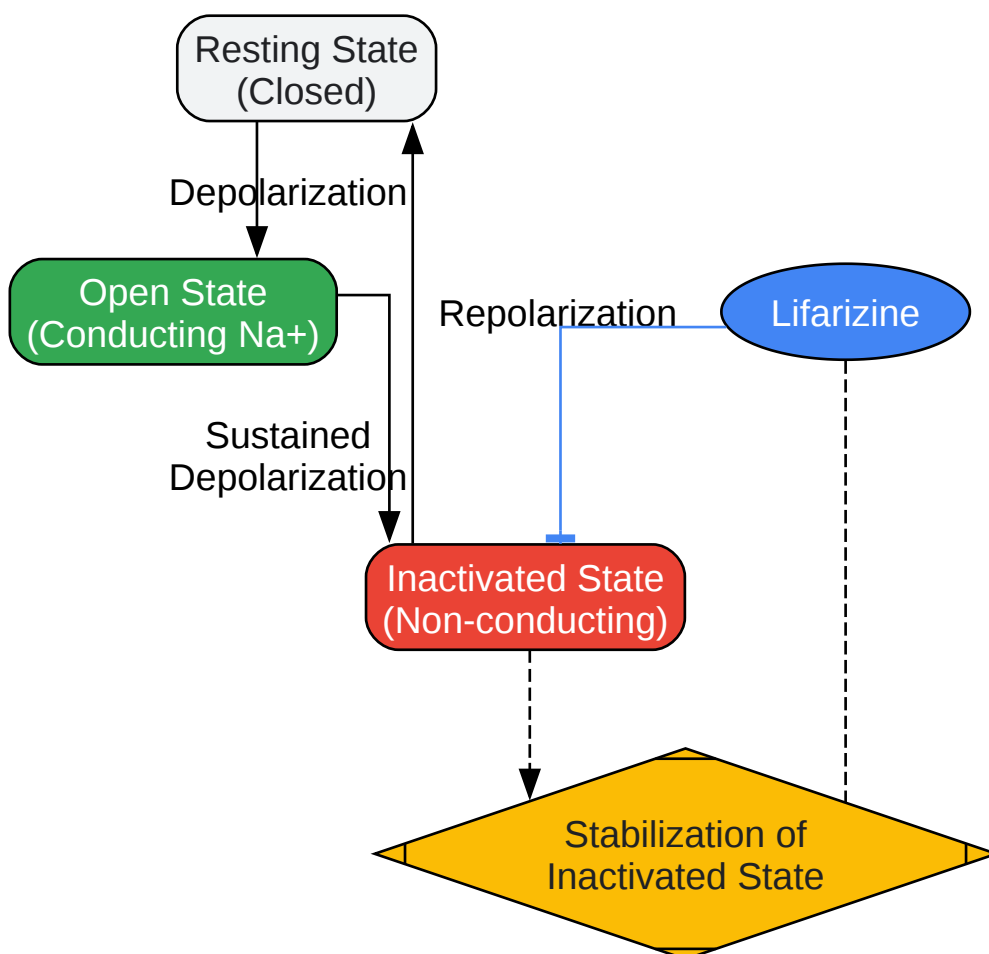 Resting State
(Closed)
Depolarization
Open State
(Conducting Na+)
Repolarization
Lifarizine
Sustained
Depolarization
Inactivated State
(Non-conducting)
Stabilization of
Inactivated State